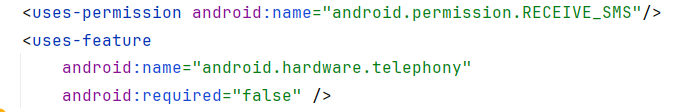 <uses-permission android:name="android.permission.RECEIVE_SMS"/>
<uses-feature
    android:name="android.hardware.telephony"
    android:required="false" />